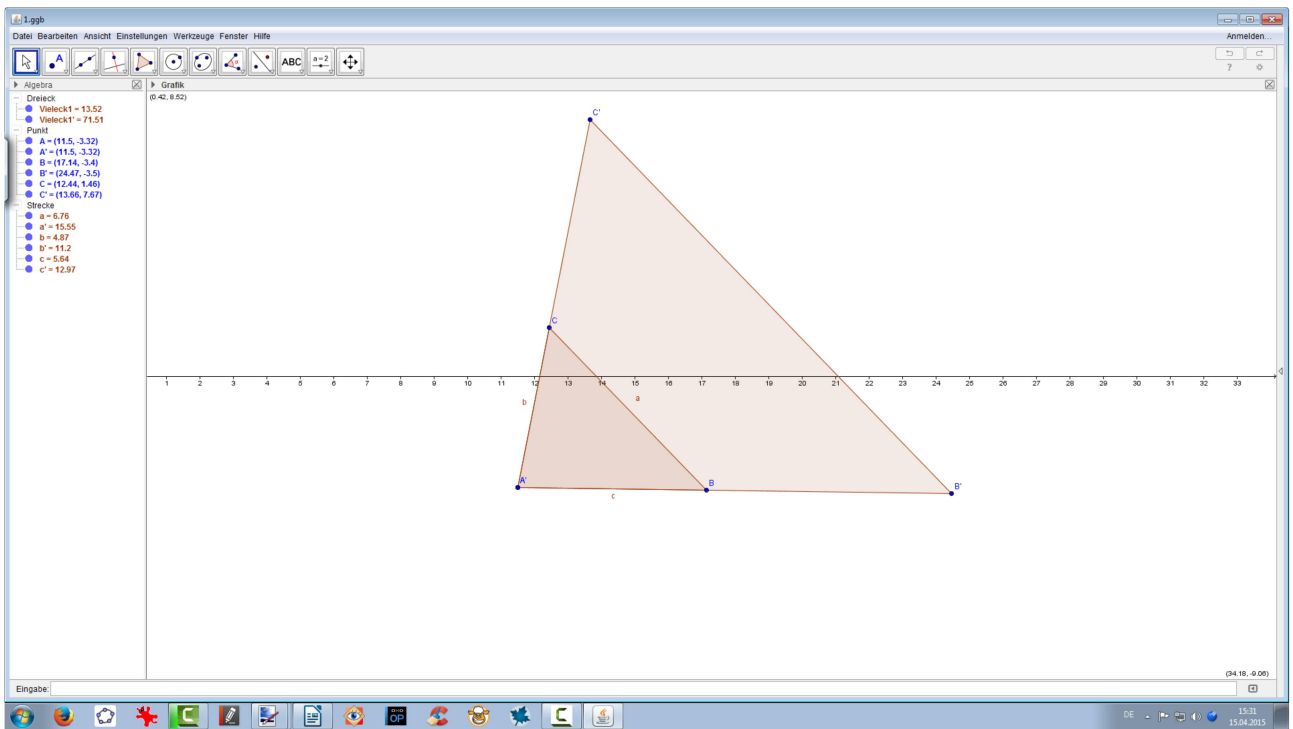 1.ggb
Datei Bearbeiten Ansicht Einstellungen Werkzeuge Fenster Hilfe
Anmelden...
ABC
a=2
Algebra
Grafik
Dreieck
Vieleck1 = 13.52
Vieleck1' = 71.51
Punkt
A = (11.5, -3.32)
A' = (11.5, -3.32)
B = (17.14, -3.4)
B' = (24.47, -3.5)
C = (12.44, 1.46)
C' = (13.66, 7.67)
Strecke
a = 6.76
a' = 15.55
b = 4.87
b' = 11.2
c = 5.64
c' = 12.97
(0.42, 8.52)
C'
C
1 2 3 4 5 6 7 8 9 10 11 12 13 14 15 16 17 18 19 20 21 22 23 24 25 26 27 28 29 30 31 32 33
b
a
A'
B
B'
c
(34.18, -9.06)
Eingabe:
OP
DE
15:31
15.04.2015